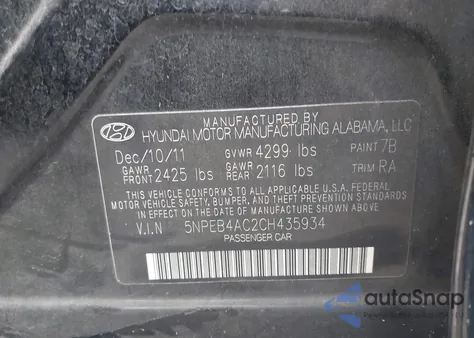 MANUFACTURED BY
HYUNDAI MOTOR MANUFACTURING ALABAMA, LLC
Dec/10/11 GVWR 4299 lbs PAINT 7B
GAWR FRONT 2425 lbs GAWR REAR 2116 lbs TRIM RA
THIS VEHICLE CONFORMS TO ALL APPLICABLE U.S.A. FEDERAL
MOTOR VEHICLE SAFETY, BUMPER, AND THEFT PREVENTION
STANDARDS IN EFFECT ON THE DATE OF MANUFACTURE SHOWN ABOVE.
V.I.N 5NPEB4AC2CH435934
PASSENGER CAR
autoSnap